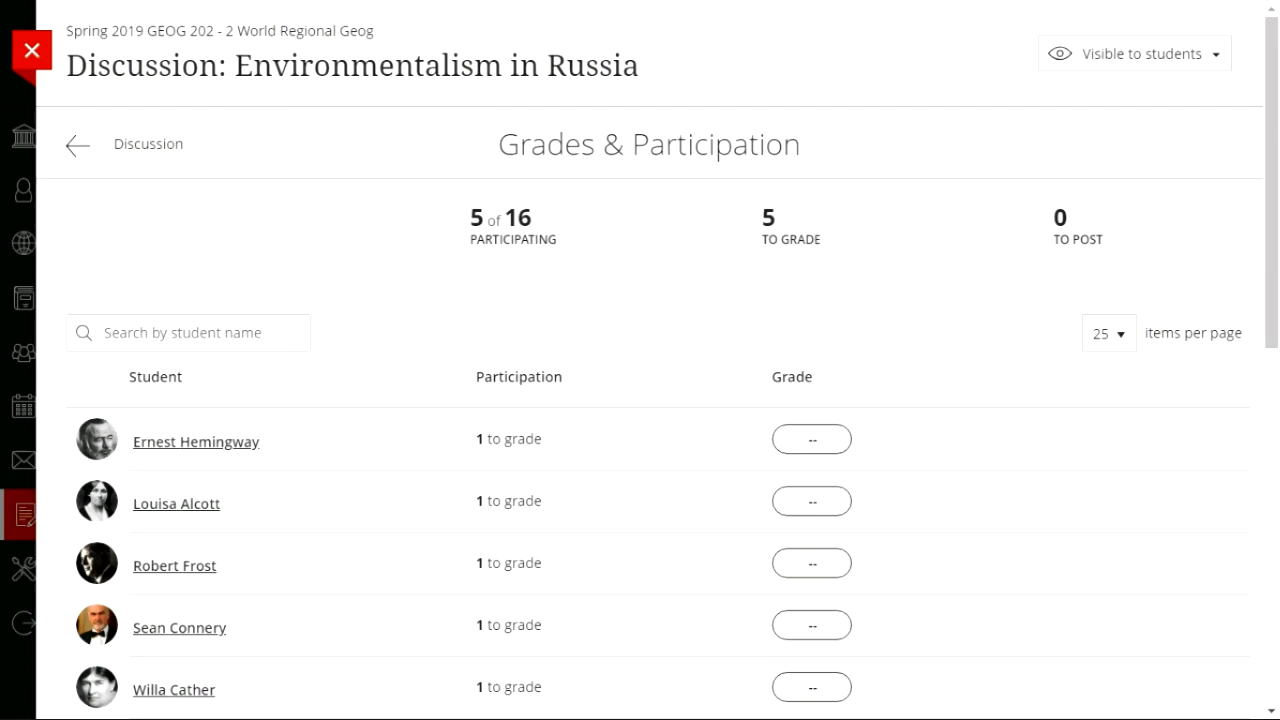 Spring 2019 GEOG 202 - 2 World Regional Geog
Discussion: Environmentalism in Russia
Visible to students
Discussion
Grades & Participation
5 of 16
PARTICIPATING
5
TO GRADE
0
TO POST
Search by student name
25 items per page
Student Participation Grade
Ernest Hemingway 1 to grade --
Louisa Alcott 1 to grade --
Robert Frost 1 to grade --
Sean Connery 1 to grade --
Willa Cather 1 to grade --